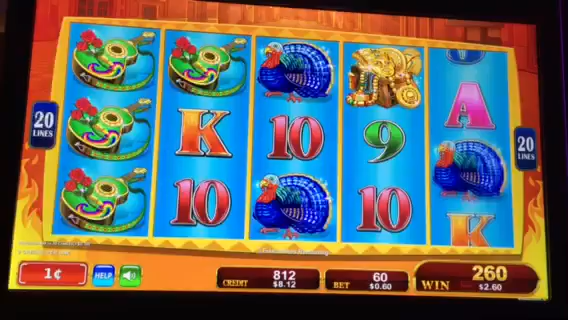 A
20
LINES
K
10
9
20
LINES
10
10
K
1¢
HELP
CREDIT
812
$8.12
BET
60
$0.60
WIN
260
$2.60